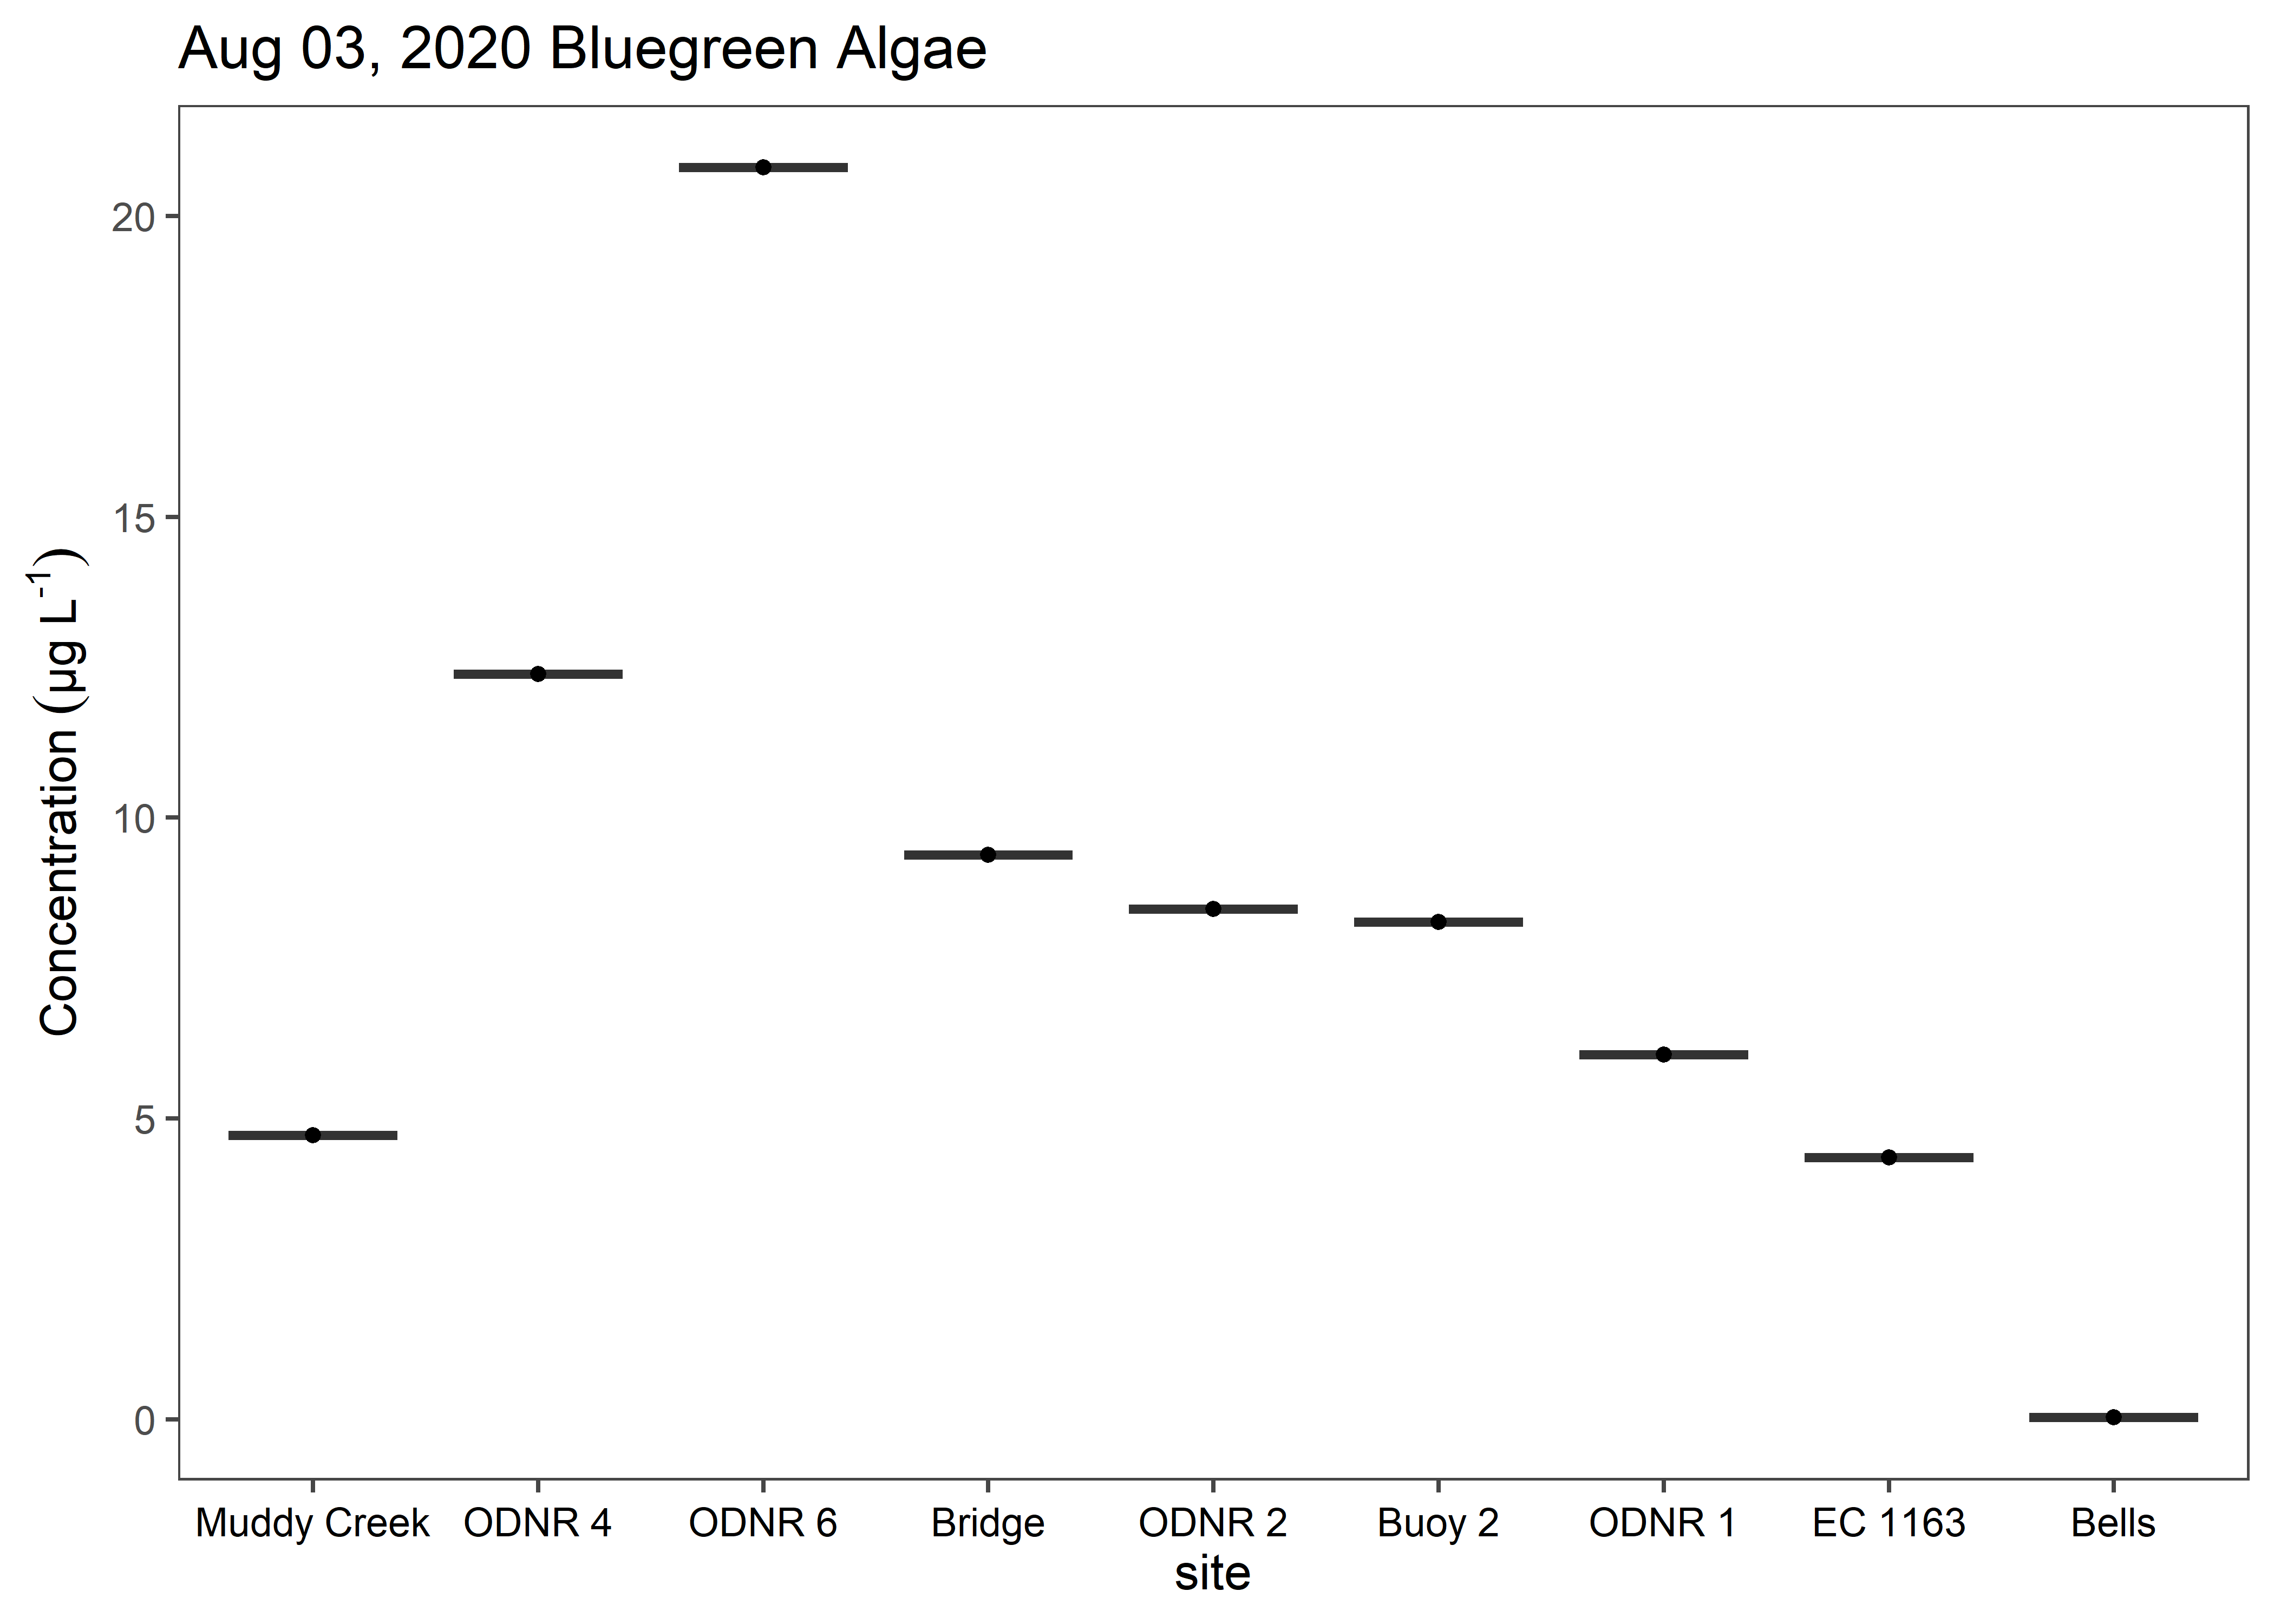 Aug 03, 2020 Bluegreen Algae
Concentration (µg L⁻¹)
20
15
10
5
0
Muddy Creek ODNR 4 ODNR 6 Bridge ODNR 2 Buoy 2 ODNR 1 EC 1163 Bells
site